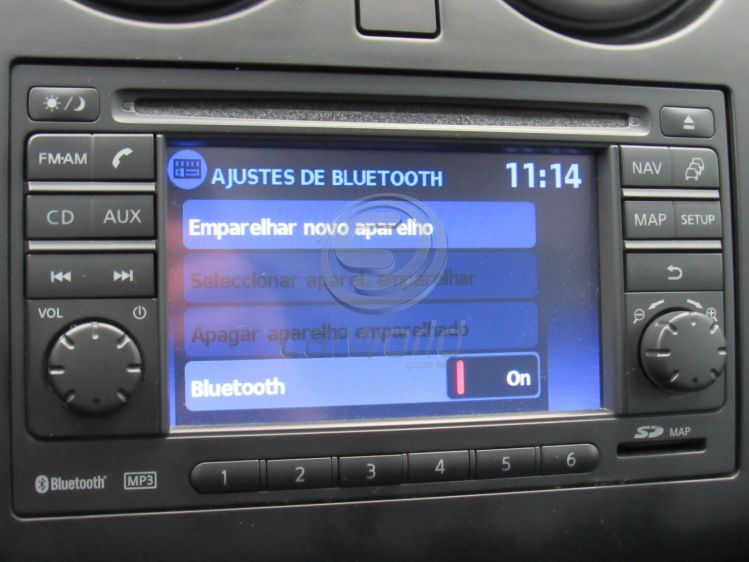 FM·AM
CD AUX
VOL
AJUSTES DE BLUETOOTH 11:14
Emparelhar novo aparelho
Seleccionar aparel. emparelhar
Apagar aparelho emparelhado
Bluetooth On
NAV
MAP SETUP
Bluetooth® MP3
1 2 3 4 5 6
SD MAP